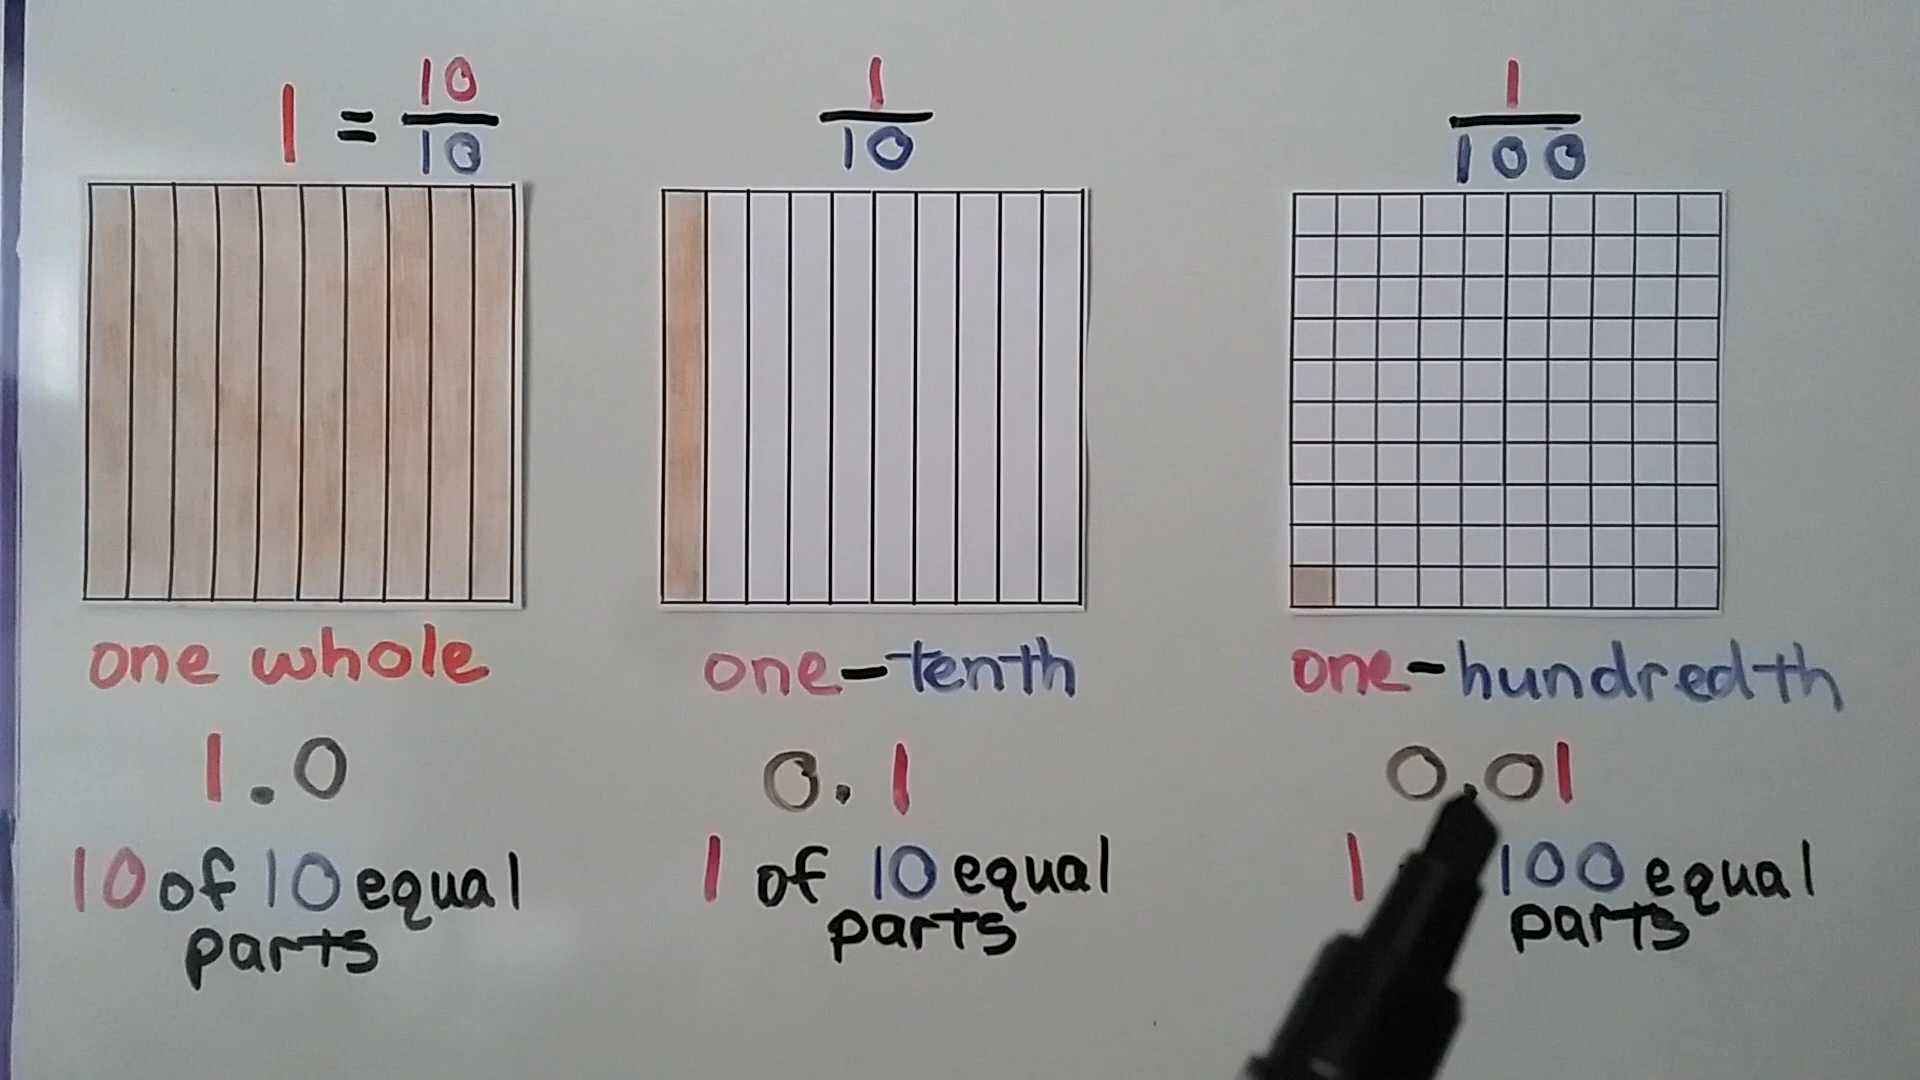 1 = 10/10
one whole
1.0
10 of 10 equal
parts
1/10
one-tenth
0.1
1 of 10 equal
parts
1/100
one-hundredth
0.01
1 100 equal
parts